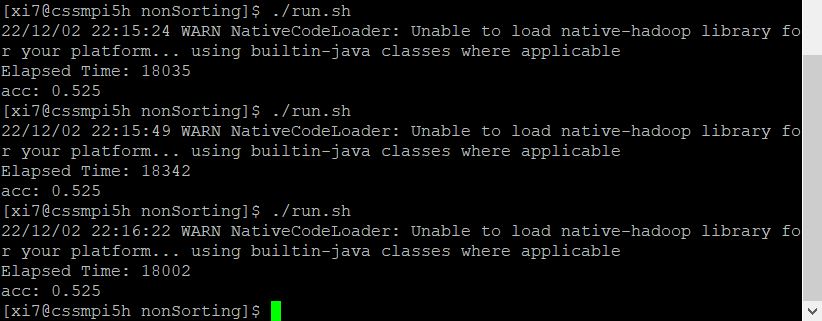 [xi7@cssmpi5h nonSorting]$ ./run.sh
22/12/02 22:15:24 WARN NativeCodeLoader: Unable to load native-hadoop library fo
r your platform... using builtin-java classes where applicable
Elapsed Time: 18035
acc: 0.525
[xi7@cssmpi5h nonSorting]$ ./run.sh
22/12/02 22:15:49 WARN NativeCodeLoader: Unable to load native-hadoop library fo
r your platform... using builtin-java classes where applicable
Elapsed Time: 18342
acc: 0.525
[xi7@cssmpi5h nonSorting]$ ./run.sh
22/12/02 22:16:22 WARN NativeCodeLoader: Unable to load native-hadoop library fo
r your platform... using builtin-java classes where applicable
Elapsed Time: 18002
acc: 0.525
[xi7@cssmpi5h nonSorting]$